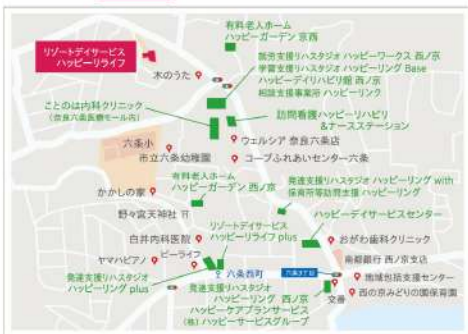 有料老人ホーム
ハッピーガーデン 京西
リゾートデイサービス
ハッピーリライフ
就労支援リハスタジオ ハッピーワークス 西ノ京
学習支援リハスタジオ ハッピーリング Base
ハッピーデイリハビリ館 西ノ京
相談支援事業所 ハッピーリンク
木のうた
ことのは内科クリニック
(奈良六条医療モール内)
訪問看護ハッピーリハビリ
&ナースステーション
六条小
市立六条幼稚園
ウェルシア 奈良六条店
コープふれあいセンター六条
有料老人ホーム
ハッピーガーデン 西ノ京
発達支援リハスタジオ ハッピーリング with
保育所等訪問支援 ハッピーリング
かかしの家
野々宮天神社
ハッピーデイサービスセンター
リゾートデイサービス
ハッピーリライフ plus
白井内科医院
おがわ歯科クリニック
ビーライフ
ヤマハピアノ
南都銀行 西ノ京支店
六条西町
地域包括支援センター
発達支援リハスタジオ
ハッピーリング plus
発達支援リハスタジオ
ハッピーリング 西ノ京
ハッピーケアプランサービス
(株)ハッピーサービスグループ
交番
西の京みどりの園保育園